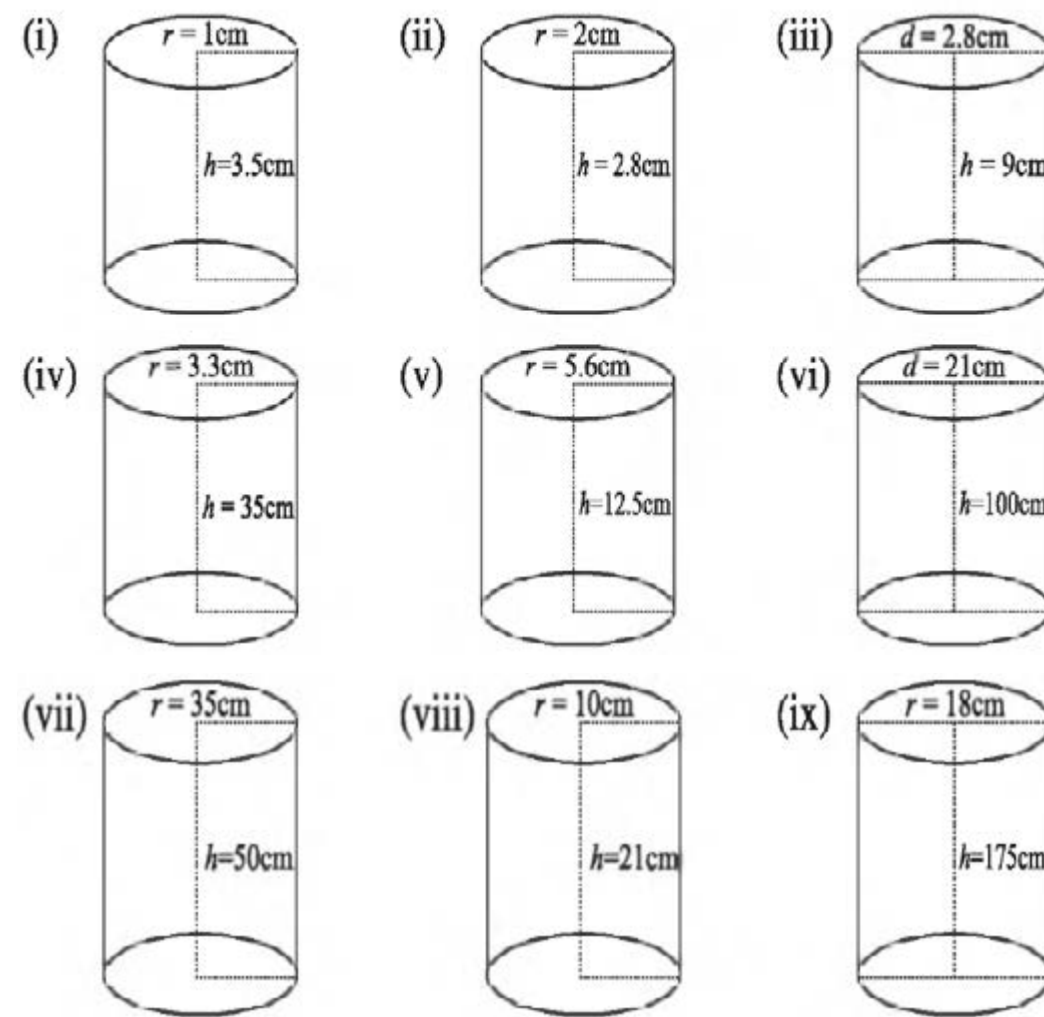 (i) r = 1cm
h=3.5cm
(ii) r = 2cm
h = 2.8cm
(iii) d = 2.8cm
h = 9cm
(iv) r = 3.3cm
h = 35cm
(v) r = 5.6cm
h=12.5cm
(vi) d = 21cm
h=100cm
(vii) r = 35cm
h=50cm
(viii) r = 10cm
h=21cm
(ix) r = 18cm
h=175cm